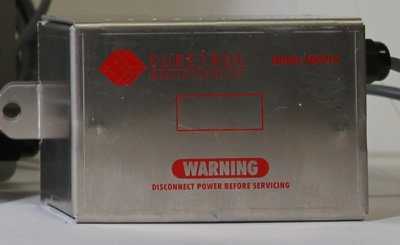 SURETROL
WARNING
DISCONNECT POWER BEFORE SERVICING